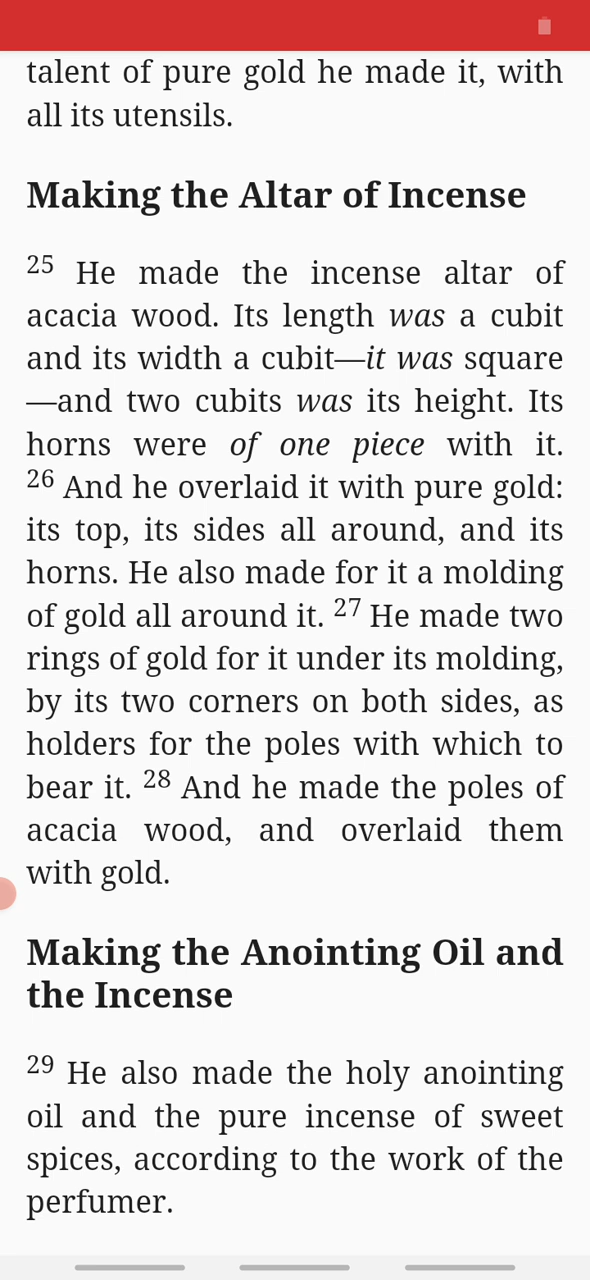 talent of pure gold he made it, with
all its utensils.
Making the Altar of Incense
25 He made the incense altar of
acacia wood. Its length was a cubit
and its width a cubit—it was square
—and two cubits was its height. Its
horns were of one piece with it.
26 And he overlaid it with pure gold:
its top, its sides all around, and its
horns. He also made for it a molding
of gold all around it. 27 He made two
rings of gold for it under its molding,
by its two corners on both sides, as
holders for the poles with which to
bear it. 28 And he made the poles of
acacia wood, and overlaid them
with gold.
Making the Anointing Oil and
the Incense
29 He also made the holy anointing
oil and the pure incense of sweet
spices, according to the work of the
perfumer.